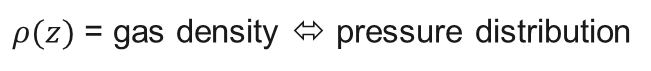 ρ(z) = gas density ⇔ pressure distribution